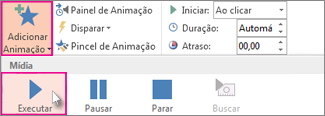 Adicionar
Animação
Painel de Animação
Disparar
Pincel de Animação
Iniciar: Ao clicar
Duração: Automá
Atraso: 00,00
Mídia
Executar
Pausar
Parar
Buscar